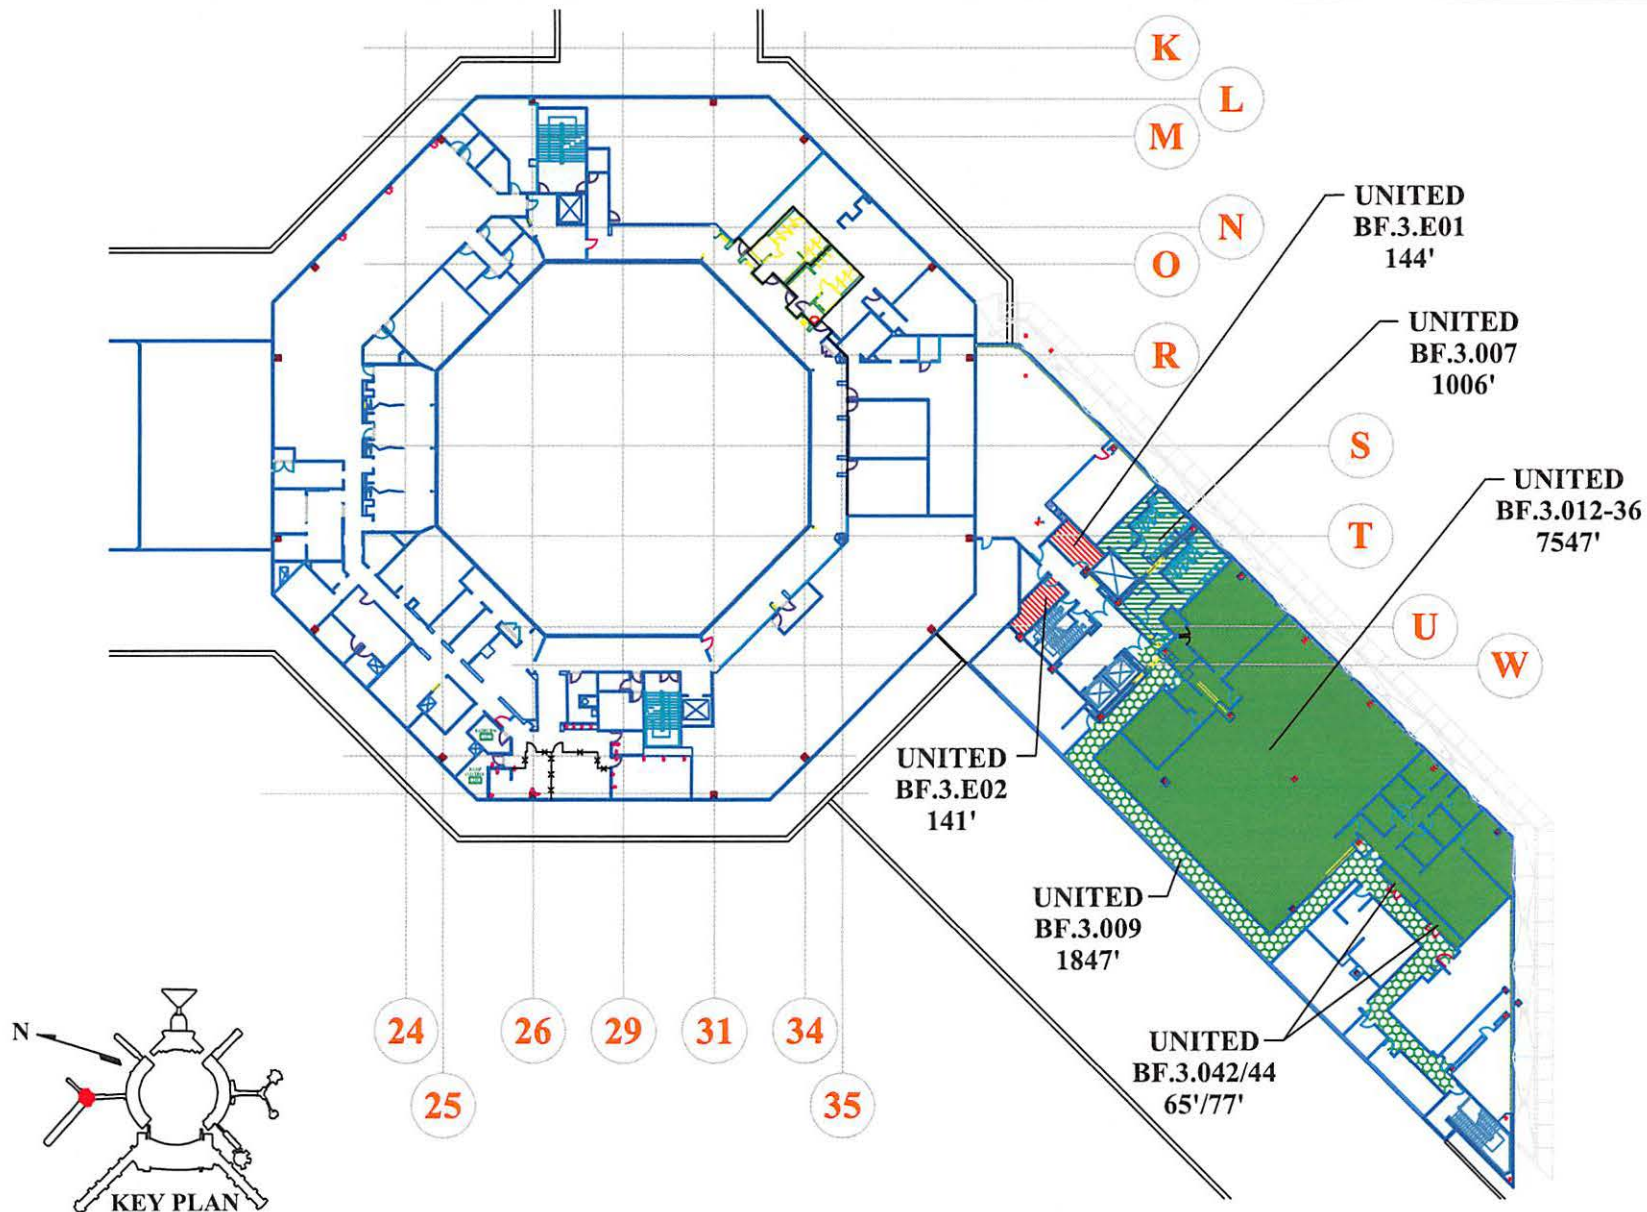 K
L
M
N
O
R
S
T
U
W
UNITED
BF.3.E01
144'
UNITED
BF.3.007
1006'
UNITED
BF.3.012-36
7547'
UNITED
BF.3.E02
141'
UNITED
BF.3.009
1847'
UNITED
BF.3.042/44
65'/77'
24
26
29
31
34
25
35
N
KEY PLAN